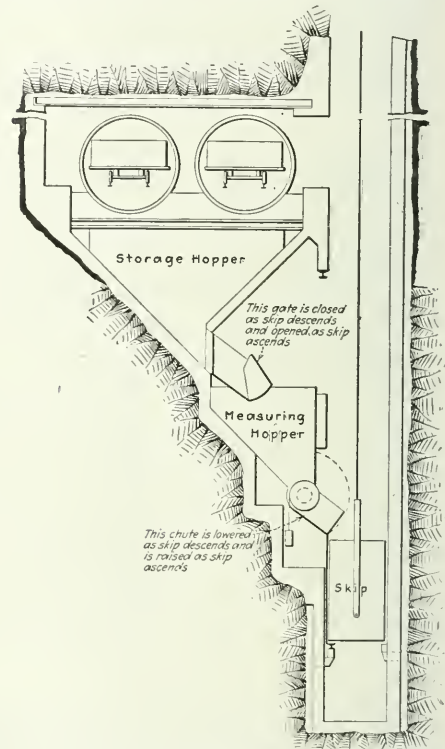 Storage Hopper
This gate is closed
as skip descends
and opened, as skip
ascends
Measuring
Hopper
This chute is lowered
as skip descends and
is raised as skip
ascends
Skip